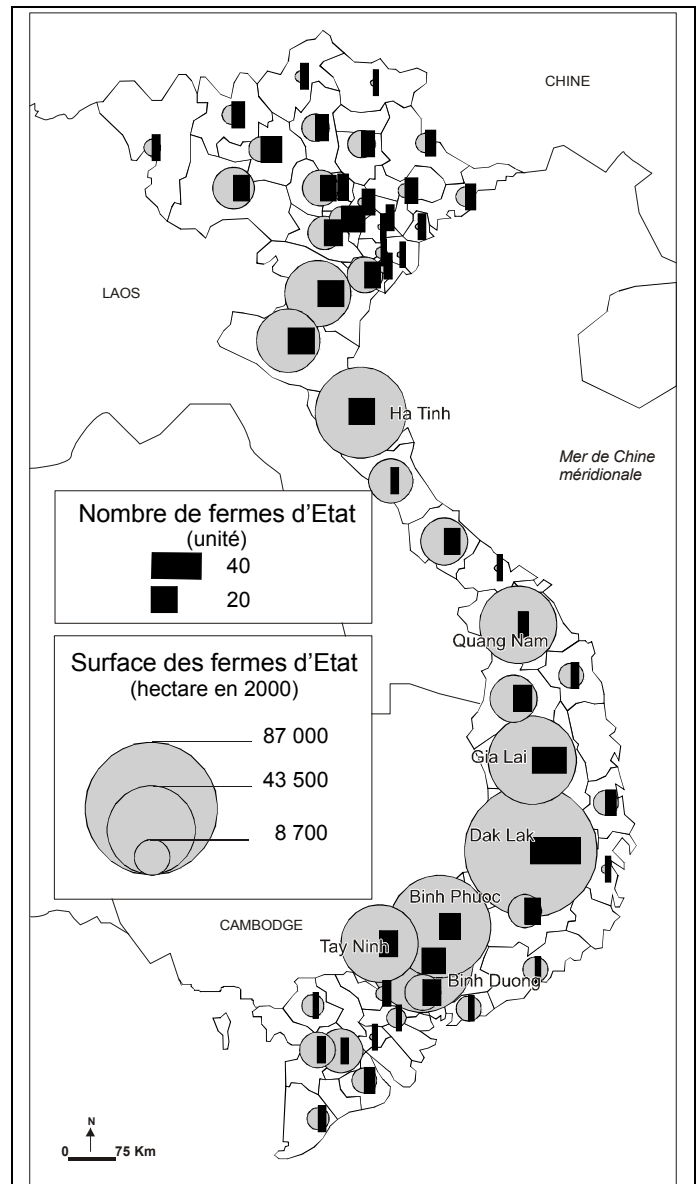 CHINE
LAOS
Ha Tinh
Mer de Chine
méridionale
Nombre de fermes d'Etat
(unité)
40
20
Quang Nam
Surface des fermes d'Etat
(hectare en 2000)
87 000
43 500
8 700
Gia Lai
Dak Lak
Binh Phûoc
CAMBODGE
Tay Ninh
Binh Duong
N
0 75 Km